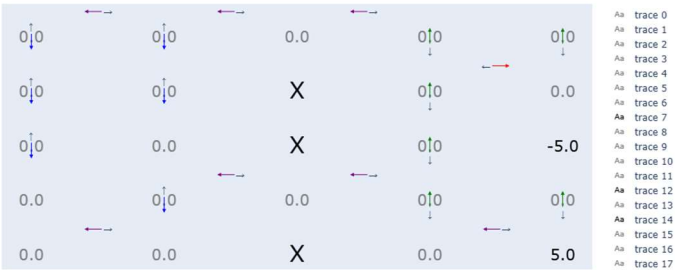 0.0 0.0 0.0 0.0 0.0
0.0 0.0 X 0.0 0.0
0.0 0.0 X 0.0 -5.0
0.0 0.0 0.0 0.0 0.0
0.0 0.0 X 0.0 5.0
Aa trace 0
Aa trace 1
Aa trace 2
Aa trace 3
Aa trace 4
Aa trace 5
Aa trace 6
Aa trace 7
Aa trace 8
Aa trace 9
Aa trace 10
Aa trace 11
Aa trace 12
Aa trace 13
Aa trace 14
Aa trace 15
Aa trace 16
Aa trace 17